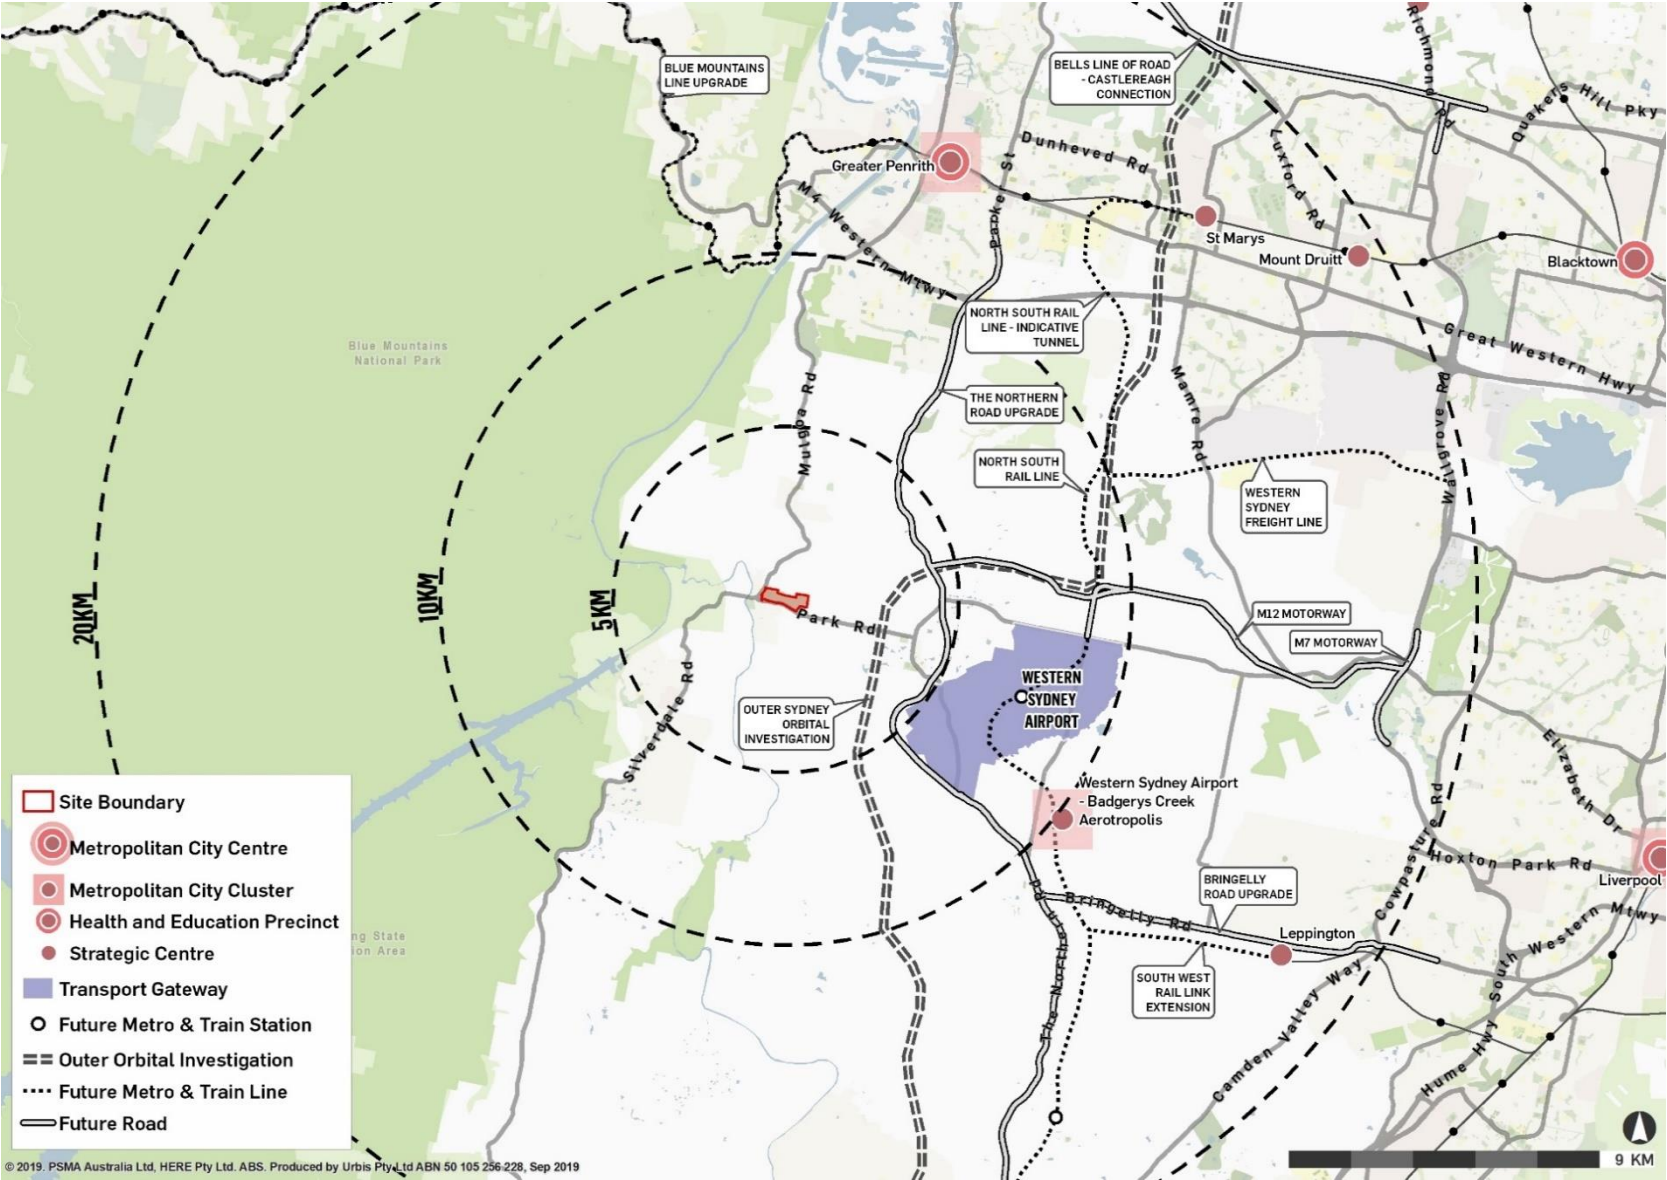 BLUE MOUNTAINS
LINE UPGRADE
BELLS LINE OF ROAD
- CASTLEREAGH
CONNECTION
Richmond Rd
Quakers Hill Pky
Greater Penrith
Parker St
Dunheved Rd
Luxford Rd
M4 Western Mtwy
St Marys
Mount Druitt
Blacktown
NORTH SOUTH RAIL
LINE - INDICATIVE
TUNNEL
Great Western Hwy
Blue Mountains
National Park
Mulgoa Rd
THE NORTHERN
ROAD UPGRADE
Mamre Rd
Wallgrove Rd
NORTH SOUTH
RAIL LINE
WESTERN
SYDNEY
FREIGHT LINE
20KM
10KM
5KM
Park Rd
M12 MOTORWAY
M7 MOTORWAY
Silverdale Rd
OUTER SYDNEY
ORBITAL
INVESTIGATION
WESTERN
SYDNEY
AIRPORT
Elizabeth Dr
Western Sydney Airport
- Badgerys Creek
Aerotropolis
Cowpasture Rd
Hoxton Park Rd
Liverpool
BRINGELLY
ROAD UPGRADE
Bringelly Rd
The Northern Rd
Leppington
South Western Mtwy
SOUTH WEST
RAIL LINK
EXTENSION
Camden Valley Way
Hume Hwy
ng State
ion Area
Site Boundary
Metropolitan City Centre
Metropolitan City Cluster
Health and Education Precinct
Strategic Centre
Transport Gateway
Future Metro & Train Station
Outer Orbital Investigation
Future Metro & Train Line
Future Road
© 2019. PSMA Australia Ltd, HERE Pty Ltd. ABS. Produced by Urbis Pty Ltd ABN 50 105 256 228, Sep 2019
9 KM